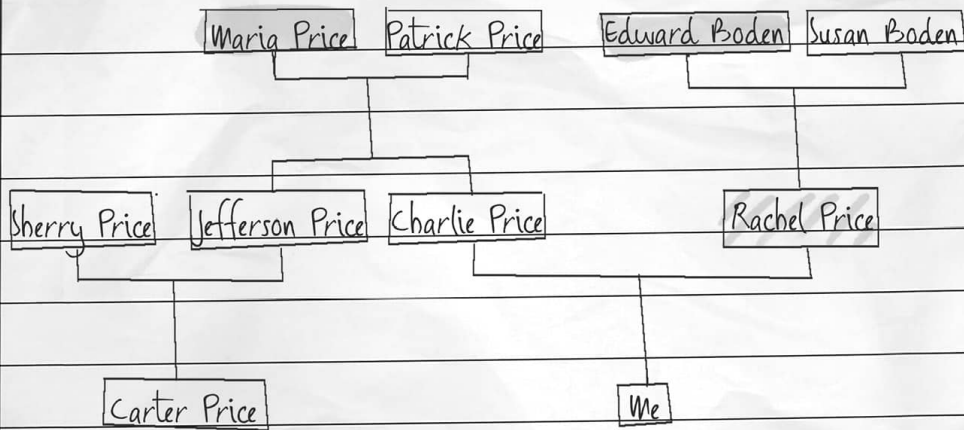 Maria Price Patrick Price Edward Boden Susan Boden
Sherry Price Jefferson Price Charlie Price Rachel Price
Carter Price Me